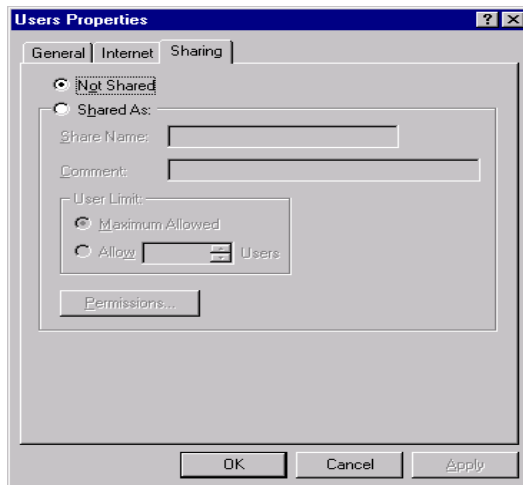 Users Properties
General Internet Sharing
Not Shared
Shared As:
Share Name:
Comment:
User Limit:
Maximum Allowed
Allow Users
Permissions...
OK Cancel Apply